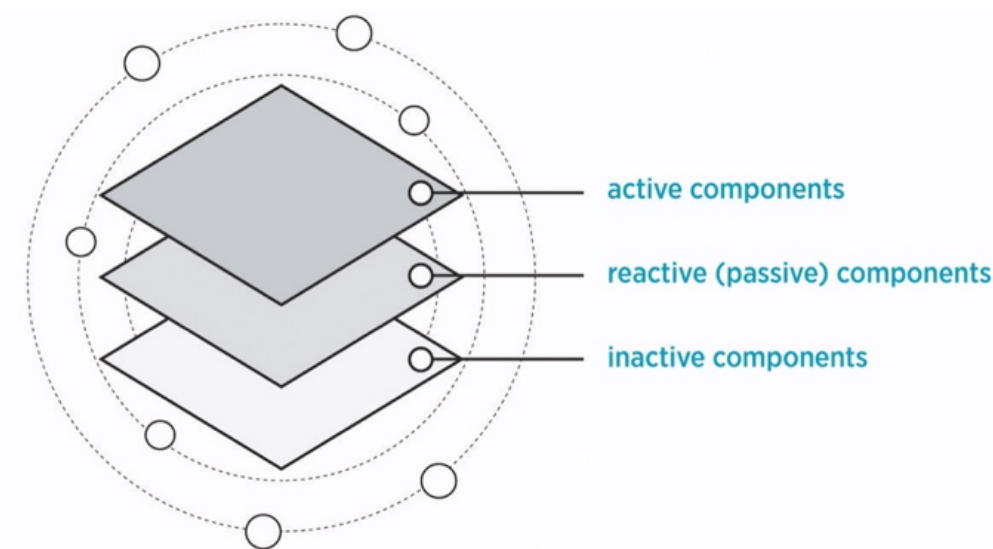 active components
reactive (passive) components
inactive components